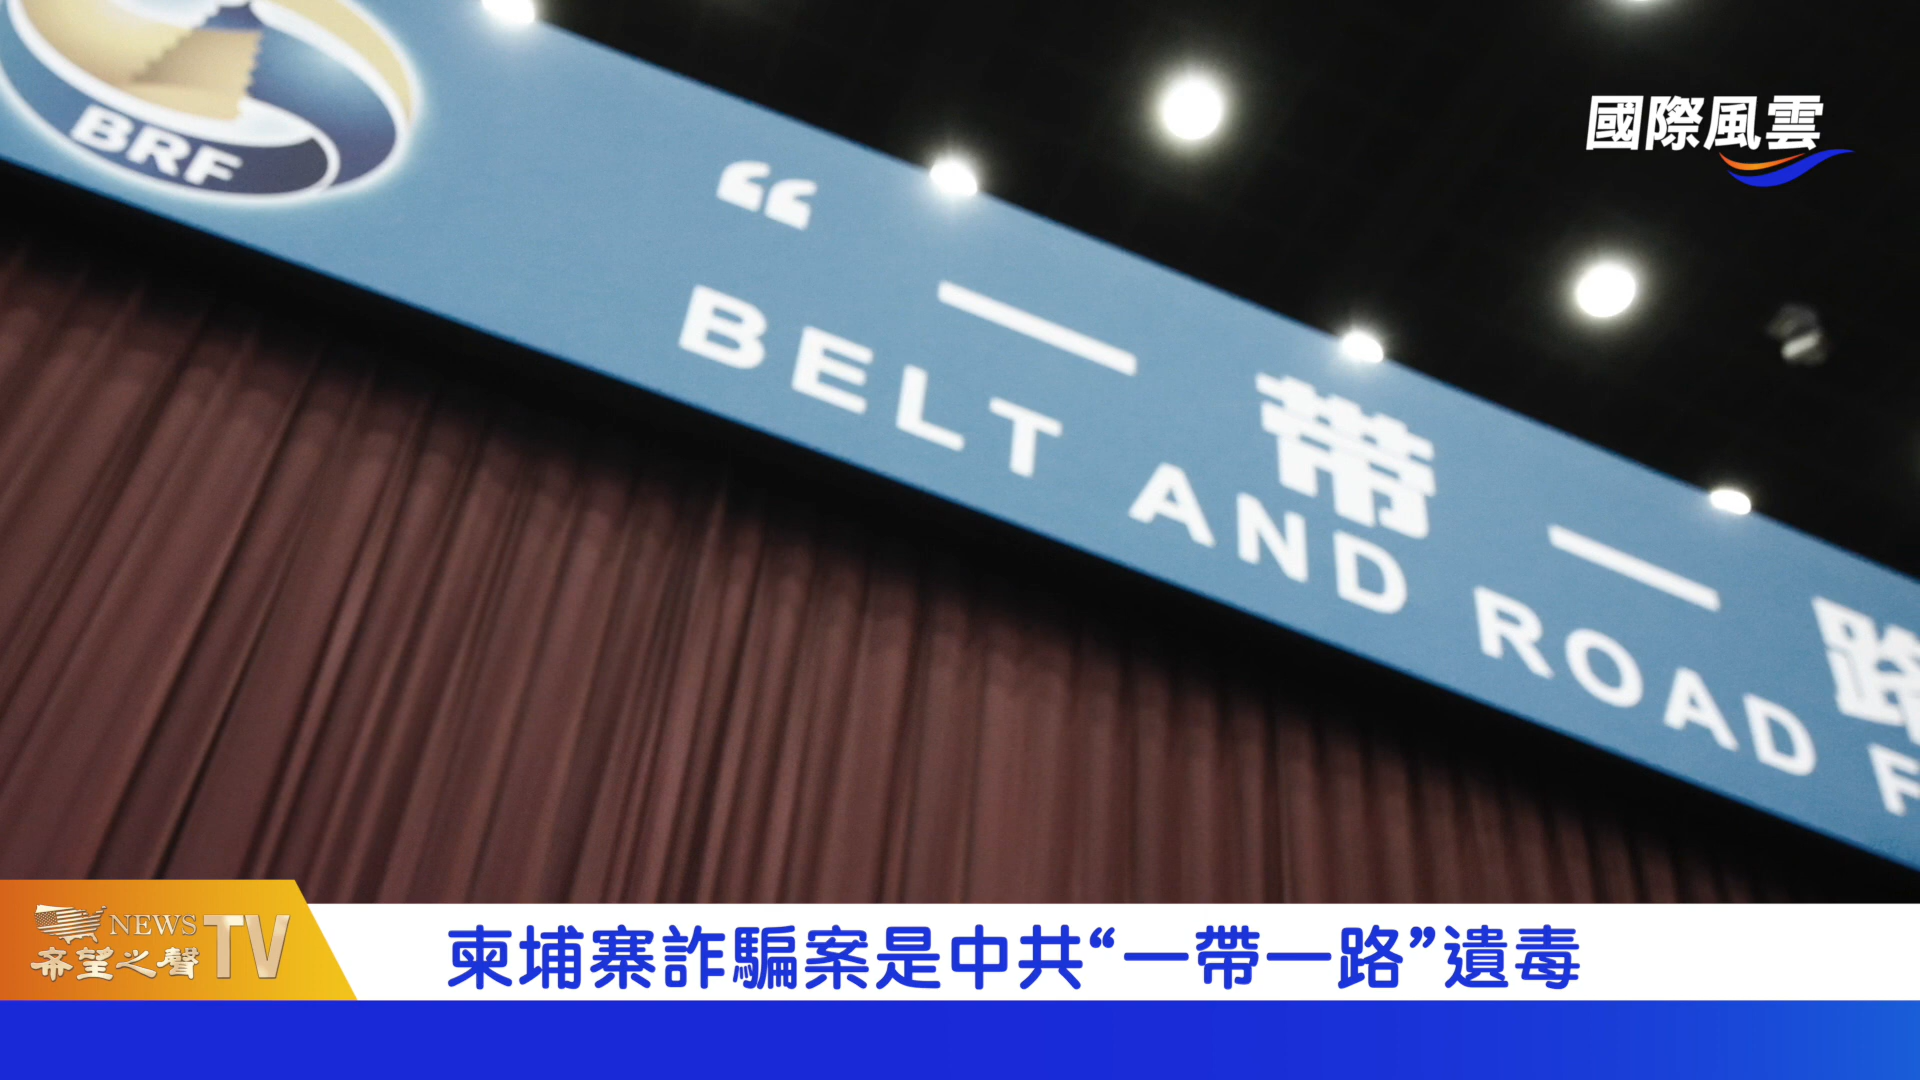 BRF
國際風雲
“一帶一路
BELT AND ROAD F
NEWS
希望之聲 TV
柬埔寨詐騙案是中共“一帶一路”遺毒